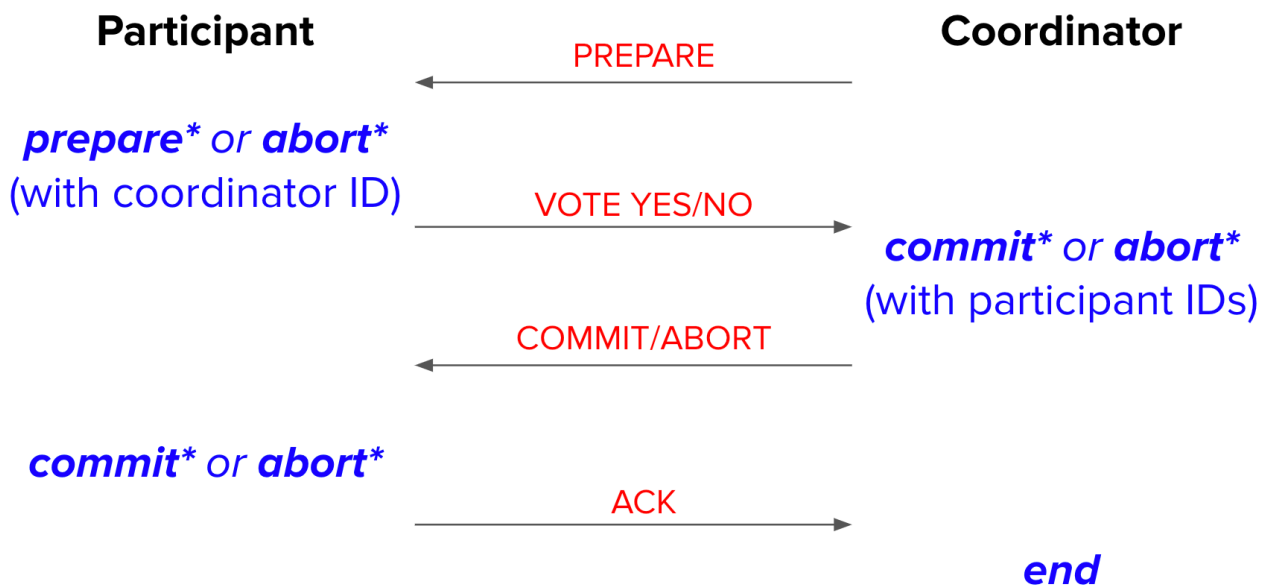 Participant
Coordinator
PREPARE
prepare* or abort*
(with coordinator ID)
VOTE YES/NO
commit* or abort*
(with participant IDs)
COMMIT/ABORT
commit* or abort*
ACK
end